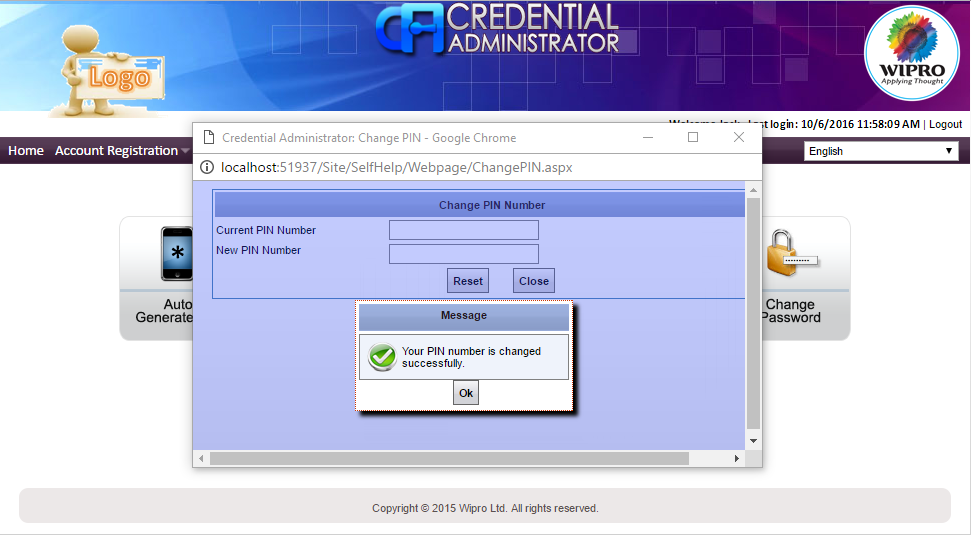 CREDENTIAL
ADMINISTRATOR
Logo
WIPRO
Applying Thought
Last login: 10/6/2016 11:58:09 AM | Logout
Home Account Registration
English
Credential Administrator: Change PIN - Google Chrome
localhost:51937/Site/SelfHelp/Webpage/ChangePIN.aspx
Change PIN Number
Current PIN Number
New PIN Number
Reset Close
Auto
Generate
Change
Password
Message
Your PIN number is changed
successfully.
Ok
Copyright © 2015 Wipro Ltd. All rights reserved.